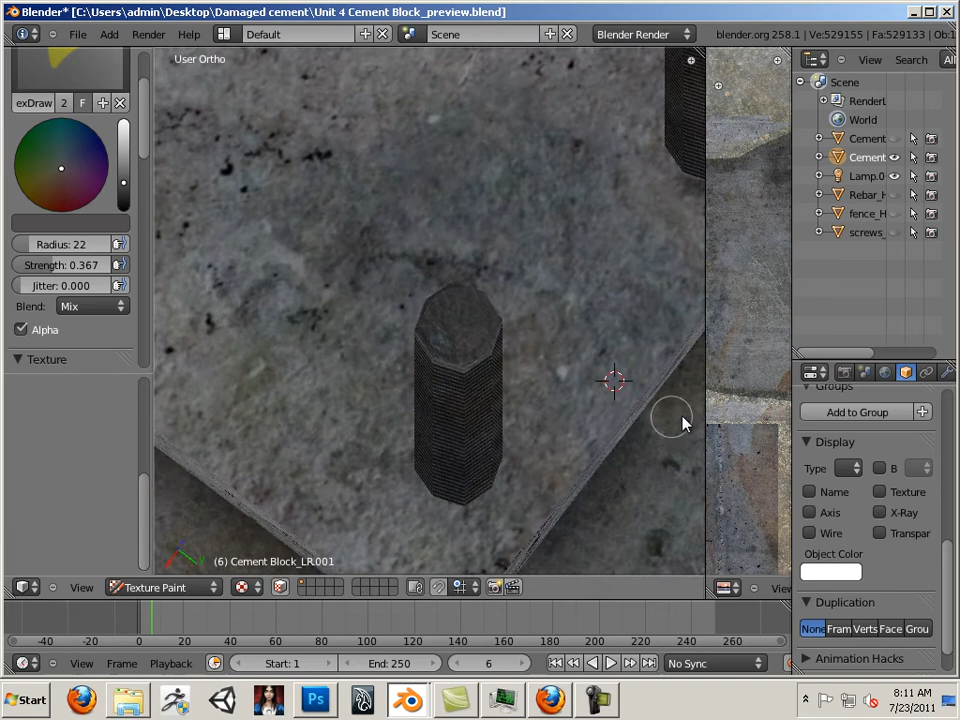 Blender* [C:\Users\admin\Desktop\Damaged cement\Unit 4 Cement Block_preview.blend]
File Add Render Help Default Scene Blender Render blender.org 258.1 | Ve:529155 | Fa:529133 | Ob:1
User Ortho
View Search All
Scene
RenderL
World
Cement
Cement
Lamp.0
Rebar_H
fence_H
screws_
exDraw 2 F
Radius: 22
Strength: 0.367
Jitter: 0.000
Blend: Mix
Alpha
Texture
Groups
Add to Group
Display
Type B
Name Texture
Axis X-Ray
Wire Transpar
Object Color
Duplication
None Fram Verts Face Grou
Animation Hacks
(6) Cement Block_LR.001
View Texture Paint View
-40 -20 0 20 40 60 80 100 120 140 160 180 200 220 240 260
View Frame Playback Start: 1 End: 250 6 No Sync
Start Ps 8:11 AM
7/23/2011